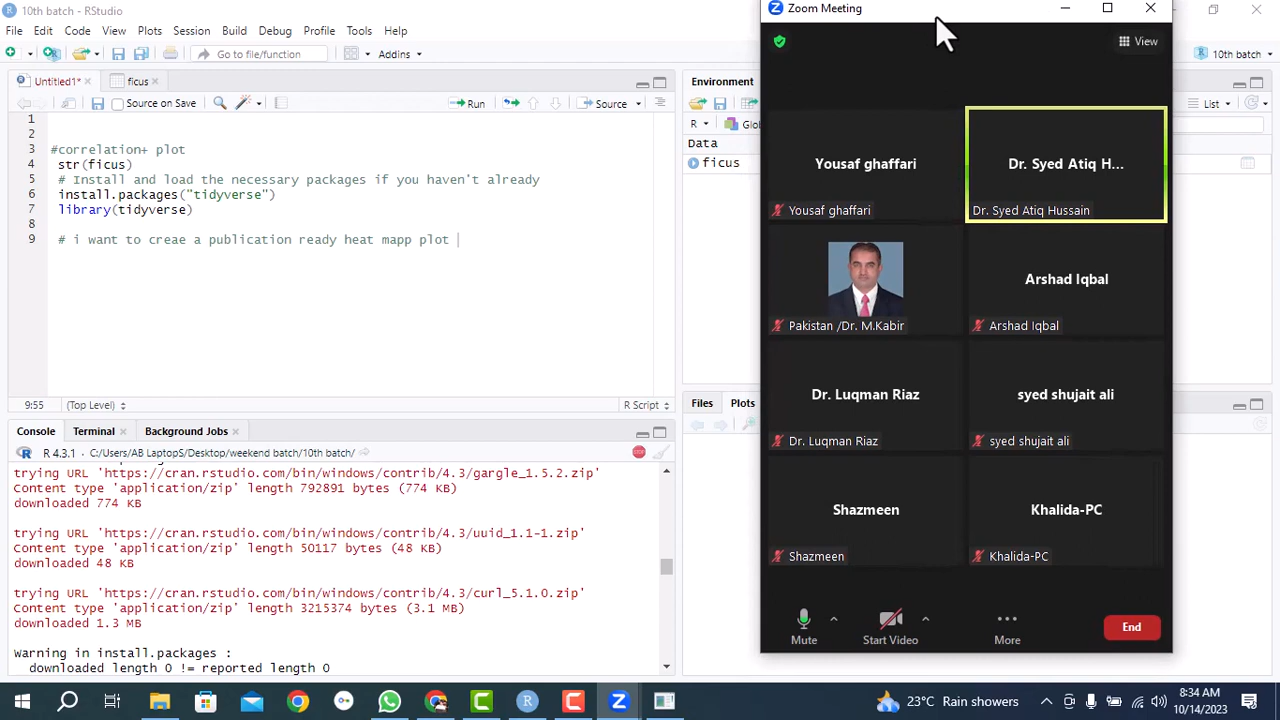 10th batch - RStudio
File Edit Code View Plots Session Build Debug Profile Tools Help
Go to file/function
Addins
10th batch
Untitled1*
ficus
Source on Save
Run
Source
1
2
3 #correlation+ plot
4 str(ficus)
5 # Install and load the necessary packages if you haven't already
6 install.packages("tidyverse")
7 library(tidyverse)
8
9 # i want to creae a publication ready heat mapp plot
9:55
(Top Level)
R Script
Console
Terminal
Background Jobs
R 4.3.1 · C:/Users/AB LaptopS/Desktop/weekend batch/10th batch/
trying URL 'https://cran.rstudio.com/bin/windows/contrib/4.3/gargle_1.5.2.zip'
Content type 'application/zip' length 792891 bytes (774 KB)
downloaded 774 KB
trying URL 'https://cran.rstudio.com/bin/windows/contrib/4.3/uuid_1.1-1.zip'
Content type 'application/zip' length 50117 bytes (48 KB)
downloaded 48 KB
trying URL 'https://cran.rstudio.com/bin/windows/contrib/4.3/curl_5.1.0.zip'
Content type 'application/zip' length 3215374 bytes (3.1 MB)
downloaded 1.3 MB
warning in install.packages :
downloaded length 0 != reported length 0
Environment
R
Data
ficus
List
Files
Plots
Zoom Meeting
View
Yousaf ghaffari
Yousaf ghaffari
Dr. Syed Atiq H...
Dr. Syed Atiq Hussain
Pakistan /Dr. M.Kabir
Arshad Iqbal
Arshad Iqbal
Dr. Luqman Riaz
Dr. Luqman Riaz
syed shujait ali
syed shujait ali
Shazmeen
Shazmeen
Khalida-PC
Khalida-PC
Mute
Start Video
More
End
23°C Rain showers
8:34 AM
10/14/2023